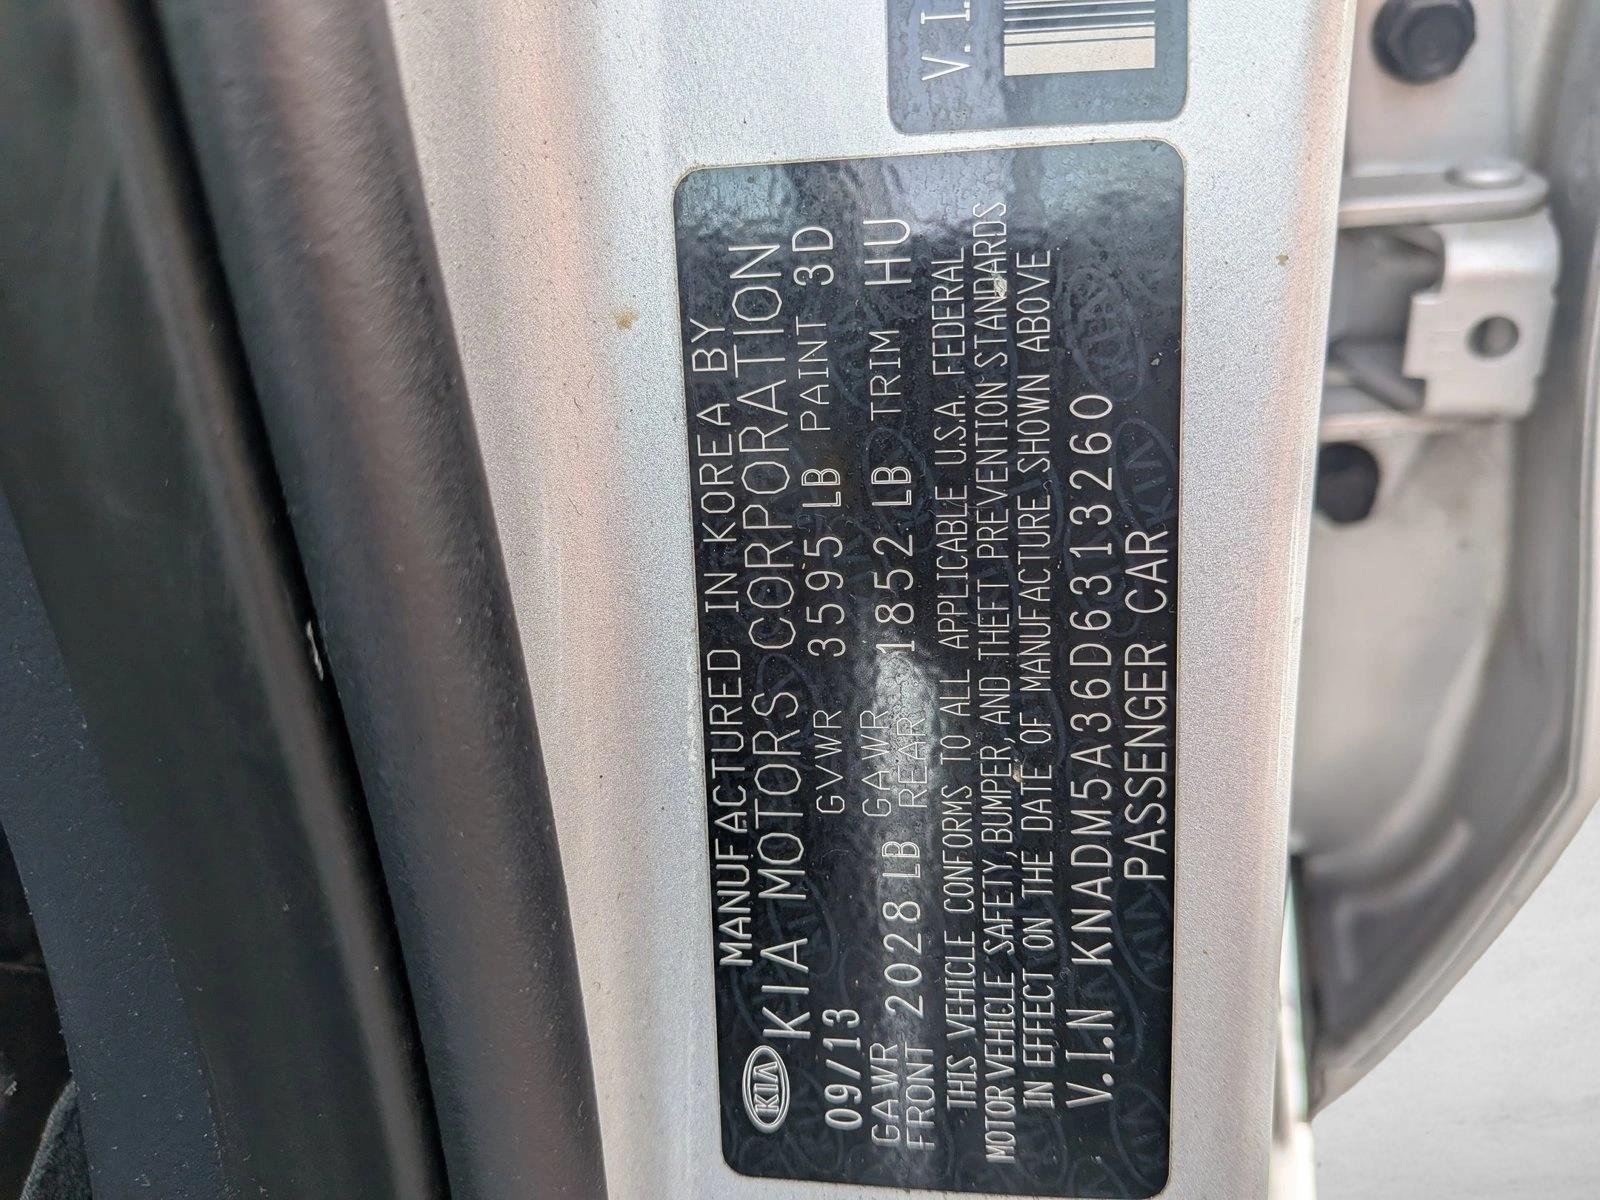 V.I.
MANUFACTURED IN KOREA BY
KIA KIA MOTORS CORPORATION
09/13 GVWR 3595 LB PAINT 3D
GAWR FRONT 2028 LB GAWR REAR 1852 LB TRIM HU
THIS VEHICLE CONFORMS TO ALL APPLICABLE U.S.A. FEDERAL
MOTOR VEHICLE SAFETY, BUMPER AND THEFT PREVENTION STANDARDS
IN EFFECT ON THE DATE OF MANUFACTURE SHOWN ABOVE
V.I.N KNADM5A36D6313260
PASSENGER CAR